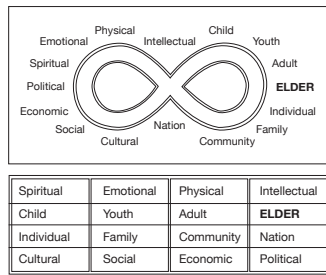 Physical Child
Emotional Intellectual Youth
Spiritual Adult
Political ELDER
Economic Individual
Social Nation Family
Cultural Community
Spiritual Emotional Physical Intellectual
Child Youth Adult ELDER
Individual Family Community Nation
Cultural Social Economic Political